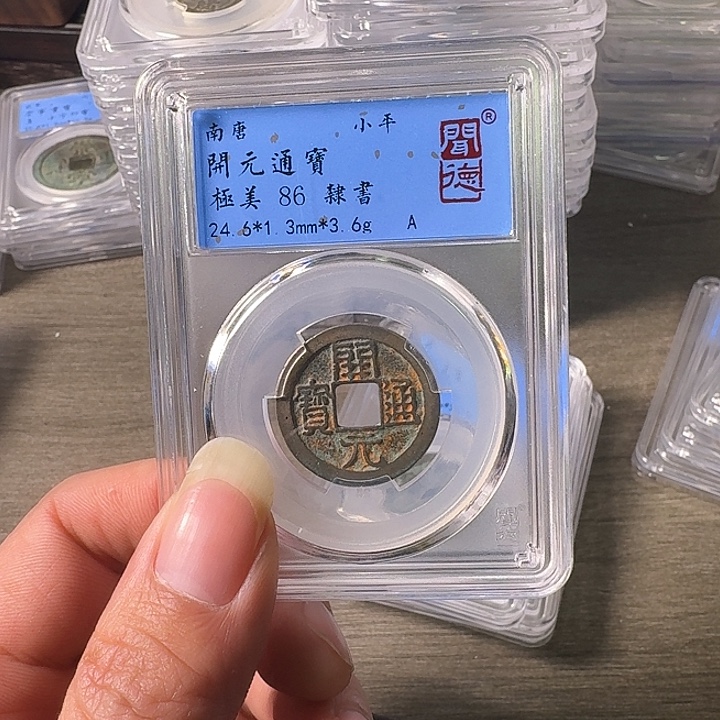 南唐 小平
開元通寶
極美 86 隸書
24.6*1.3mm*3.6g A
聞德®
開元通寶